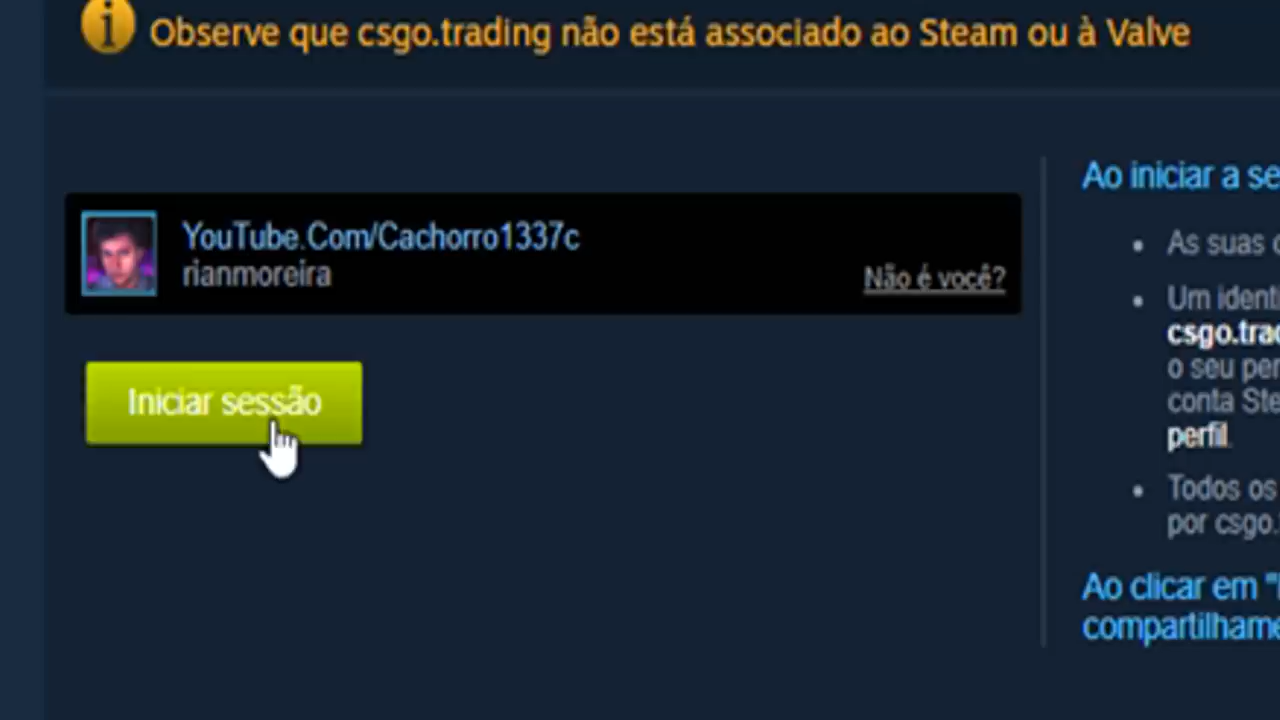 Observe que csgo.trading não está associado ao Steam ou à Valve
YouTube.Com/Cachorro1337c
rianmoreira
Não é você?
Iniciar sessão
Ao iniciar a se
As suas
Um identi
csgo.trad
o seu per
conta Ste
perfil.
Todos os
por csgo.
Ao clicar em "
compartilhame